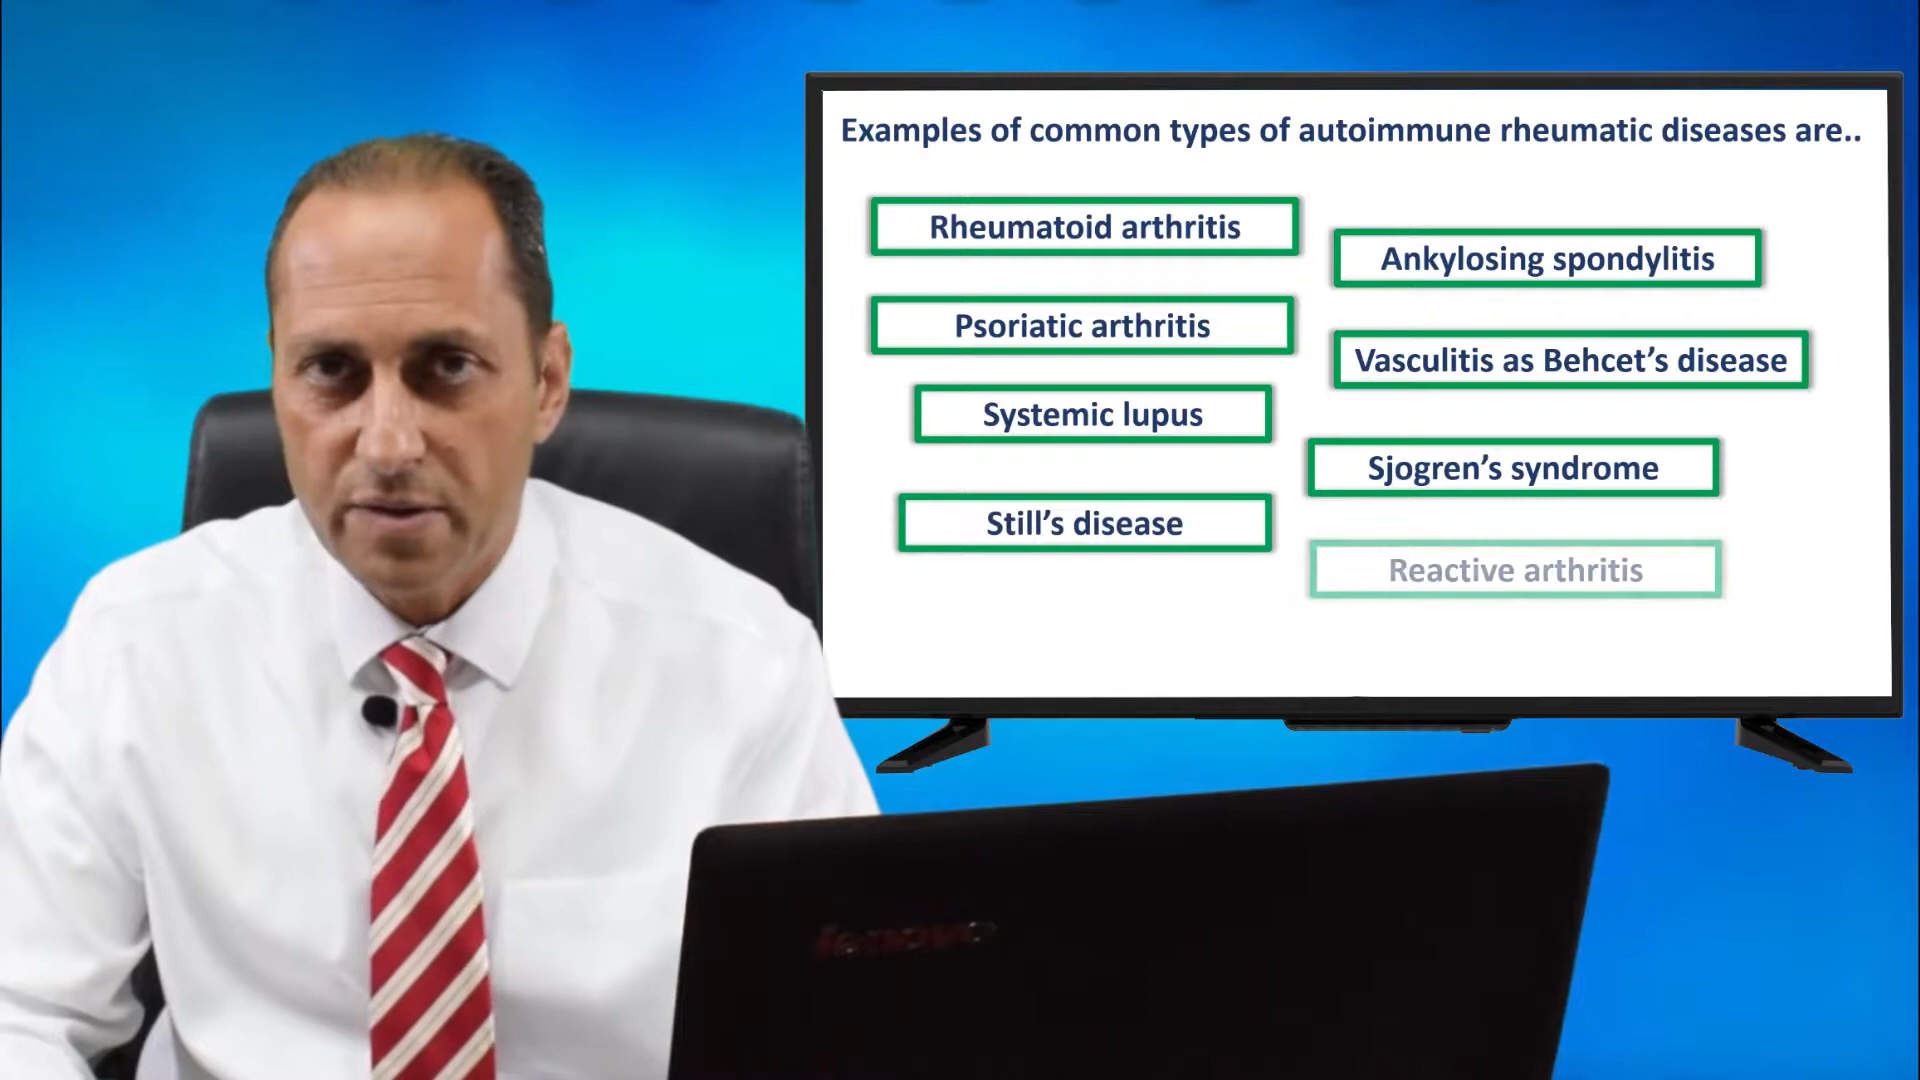 Examples of common types of autoimmune rheumatic diseases are..
Rheumatoid arthritis
Ankylosing spondylitis
Psoriatic arthritis
Vasculitis as Behcet’s disease
Systemic lupus
Sjogren’s syndrome
Still’s disease
Reactive arthritis
lenovo